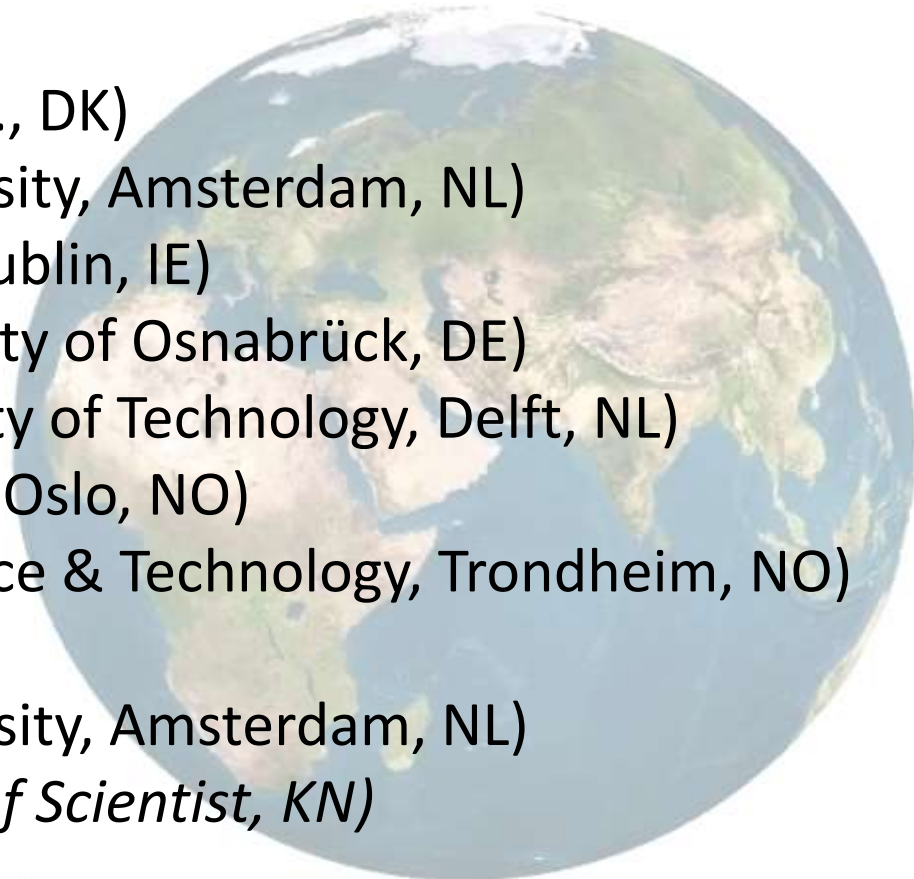 ., DK)
sity, Amsterdam, NL)
ublin, IE)
ty of Osnabrück, DE)
ty of Technology, Delft, NL)
Oslo, NO)
ce & Technology, Trondheim, NO)
sity, Amsterdam, NL)
f Scientist, KN)